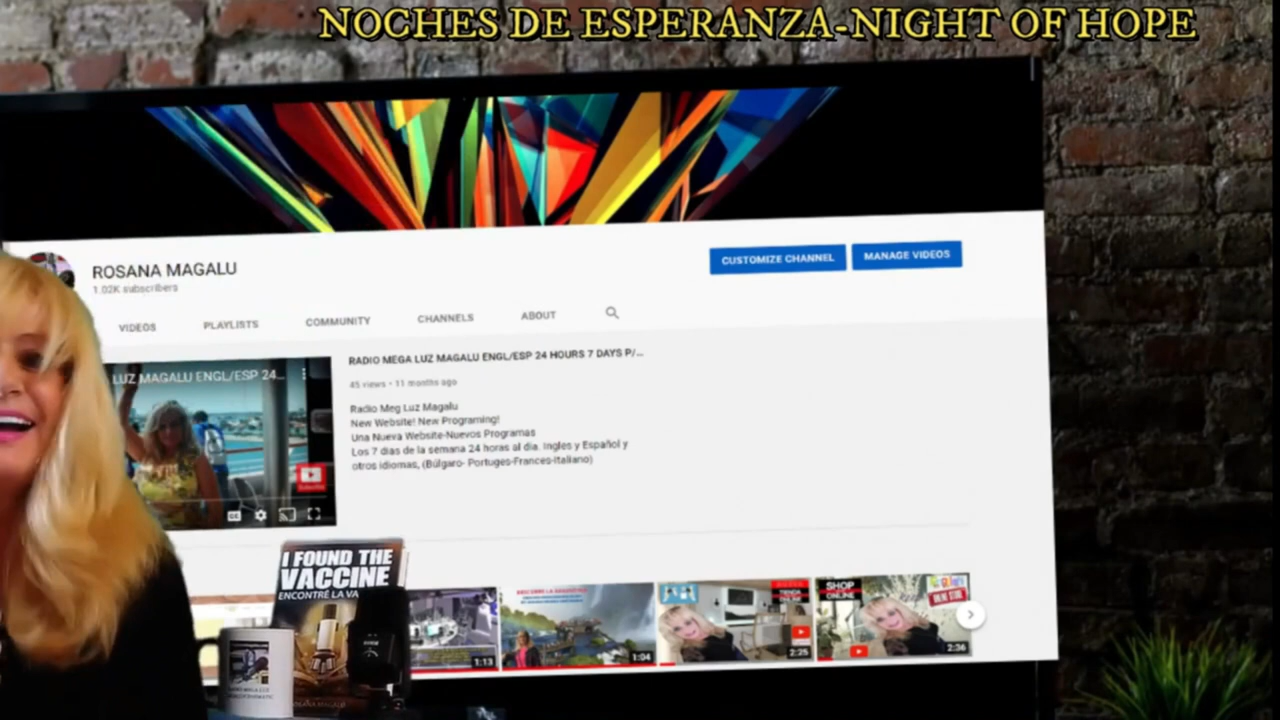 NOCHES DE ESPERANZA-NIGHT OF HOPE
ROSANA MAGALU
1.02K subscribers
CUSTOMIZE CHANNEL
MANAGE VIDEOS
VIDEOS
PLAYLISTS
COMMUNITY
CHANNELS
ABOUT
LUZ MAGALU ENGL/ESP 24...
RADIO MEGA LUZ MAGALU ENGL/ESP 24 HOURS 7 DAYS P/...
45 views • 11 months ago
Radio Meg Luz Magalu
New Website! New Programing!
Una Nueva Website-Nuevos Programas
Los 7 dias de la semana 24 horas al dia. Ingles y Español y
otros idiomas, (Búlgaro- Portuges-Frances-Italiano)
I FOUND THE
VACCINE
ENCONTRÉ LA VA
1:13
1:04
TIENDA
2:25
SHOP
ONLINE
2:36